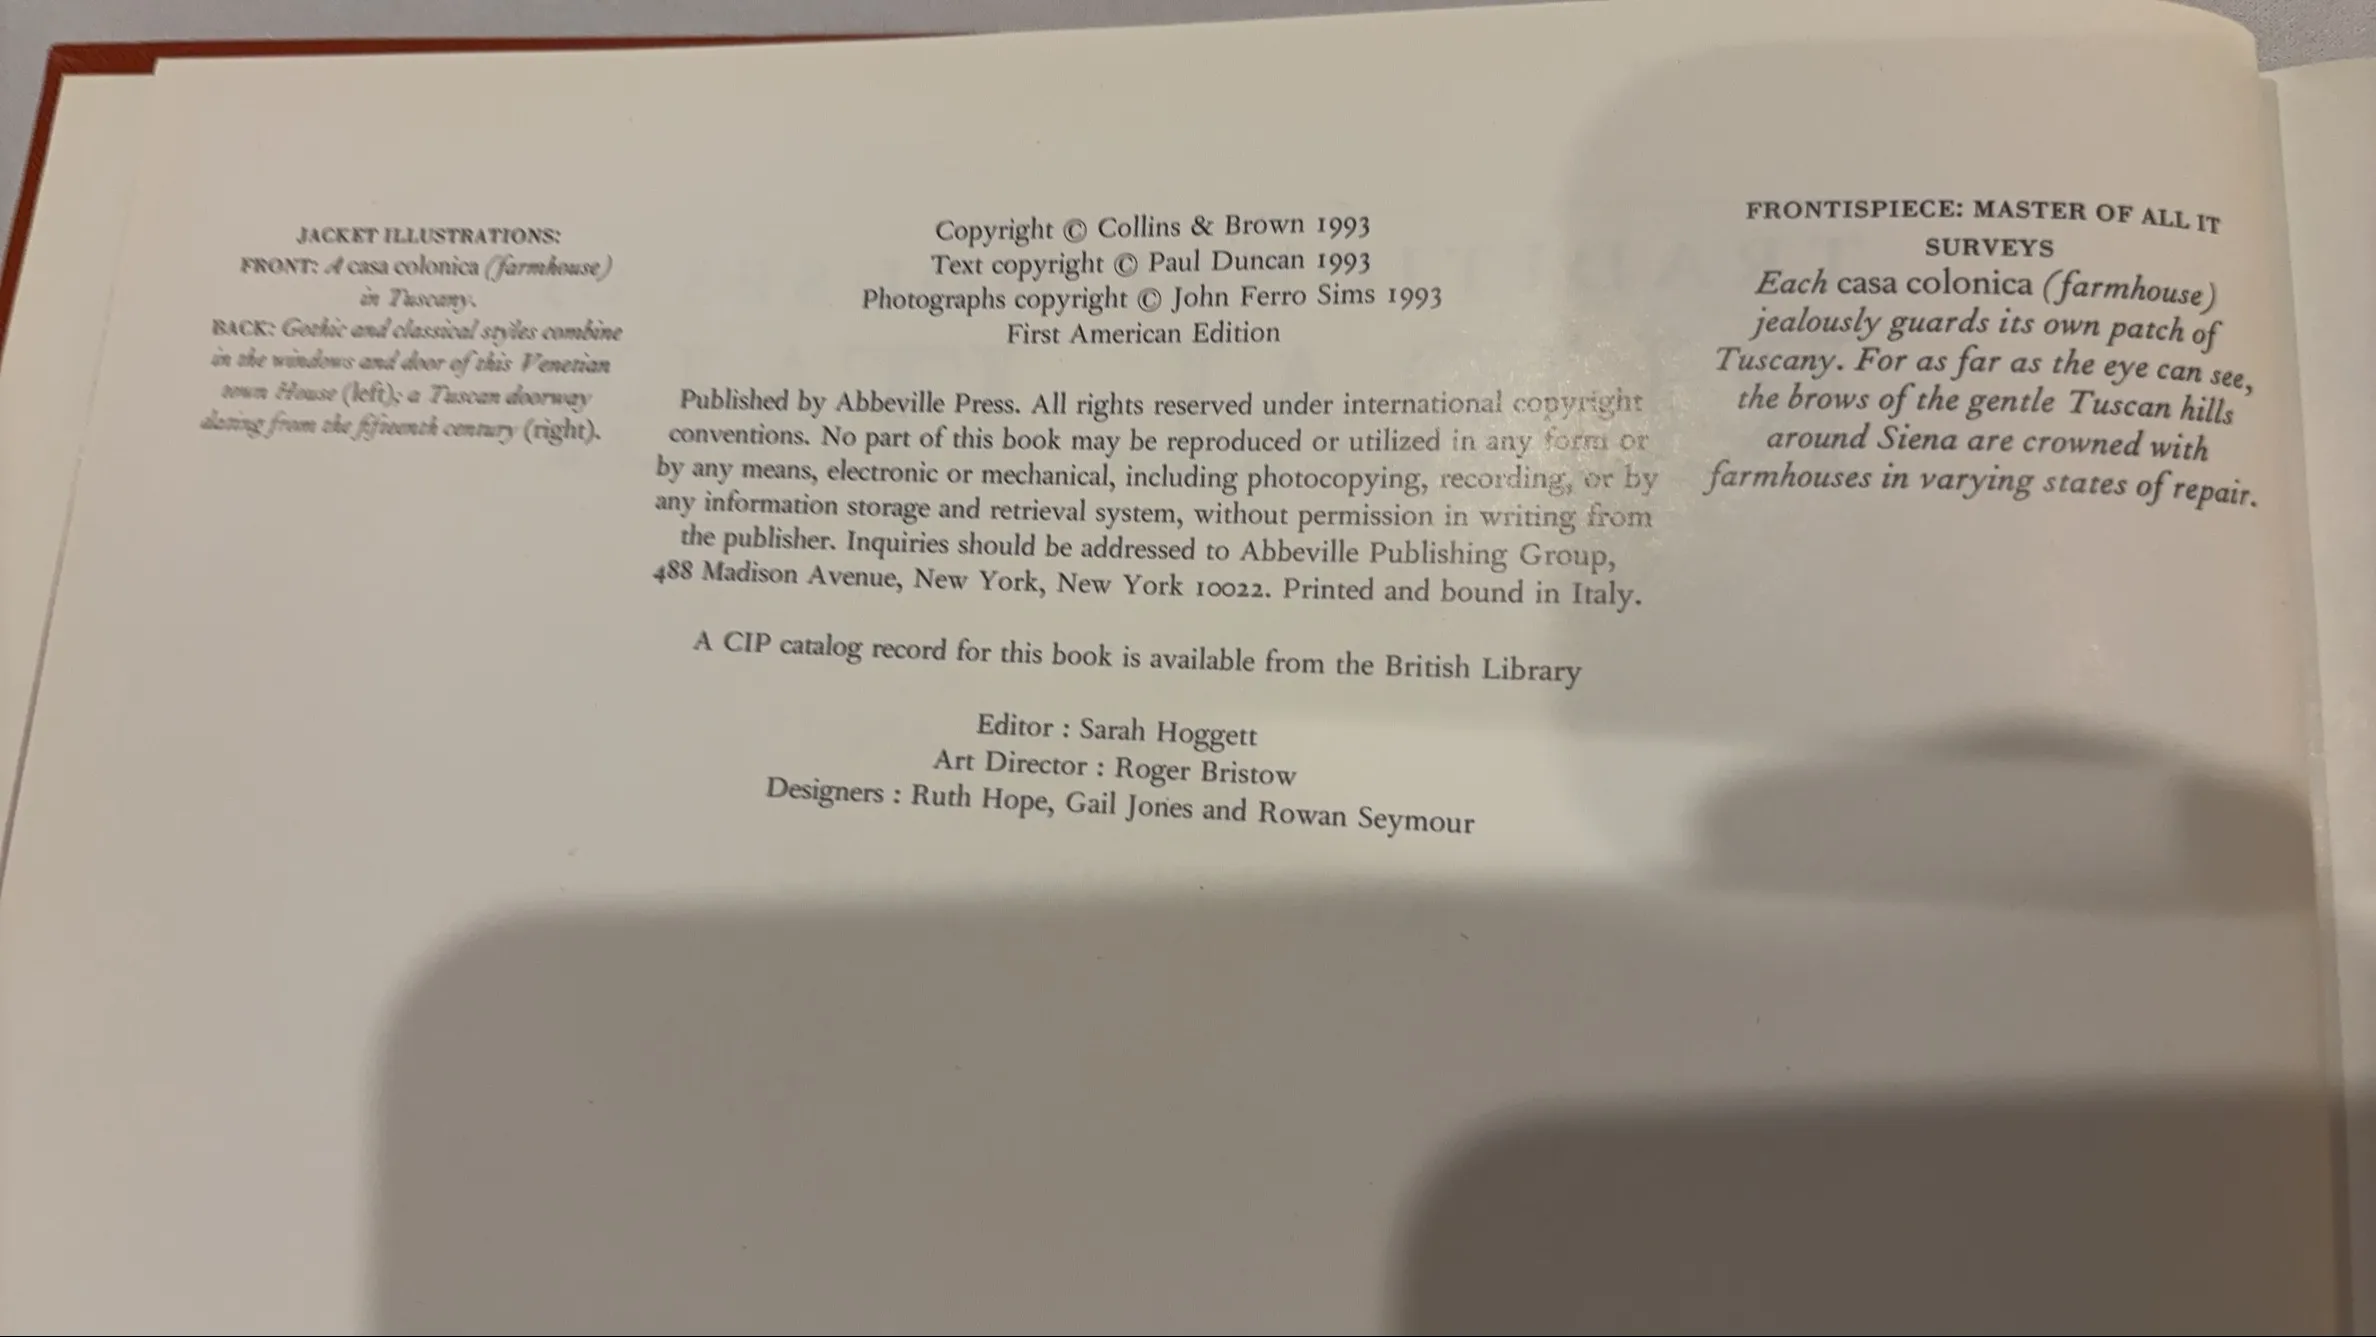 JACKET ILLUSTRATIONS:
FRONT: A casa colonica (farmhouse)
in Tuscany.
BACK: Gothic and classical styles combine
in the windows and door of this Venetian
town House (left); a Tuscan doorway
dating from the fifteenth century (right).
Copyright © Collins & Brown 1993
Text copyright © Paul Duncan 1993
Photographs copyright © John Ferro Sims 1993
First American Edition
Published by Abbeville Press. All rights reserved under international copyright
conventions. No part of this book may be reproduced or utilized in any form or
by any means, electronic or mechanical, including photocopying, recording, or by
any information storage and retrieval system, without permission in writing from
the publisher. Inquiries should be addressed to Abbeville Publishing Group,
488 Madison Avenue, New York, New York 10022. Printed and bound in Italy.
A CIP catalog record for this book is available from the British Library
Editor : Sarah Hoggett
Art Director : Roger Bristow
Designers : Ruth Hope, Gail Jones and Rowan Seymour
FRONTISPIECE: MASTER OF ALL IT
SURVEYS
Each casa colonica (farmhouse)
jealously guards its own patch of
Tuscany. For as far as the eye can see,
the brows of the gentle Tuscan hills
around Siena are crowned with
farmhouses in varying states of repair.